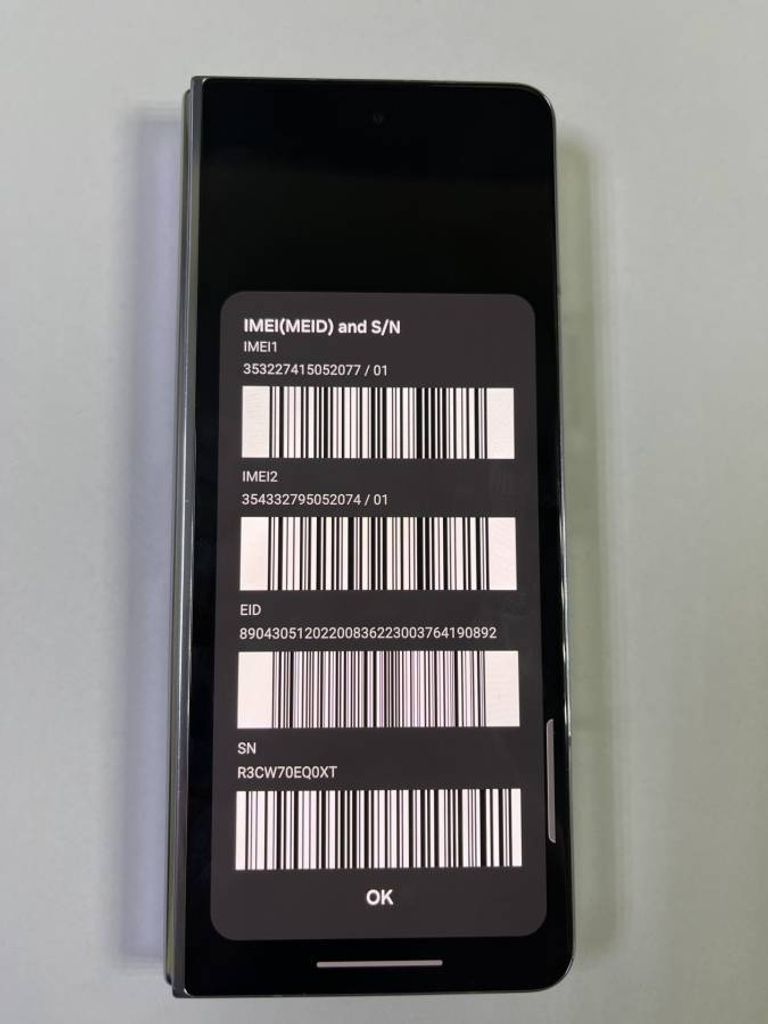 IMEI(MEID) and S/N
IMEI1
353227415052077 / 01
IMEI2
354332795052074 / 01
EID
89043051202200836223003764190892
SN
R3CW70EQ0XT
OK